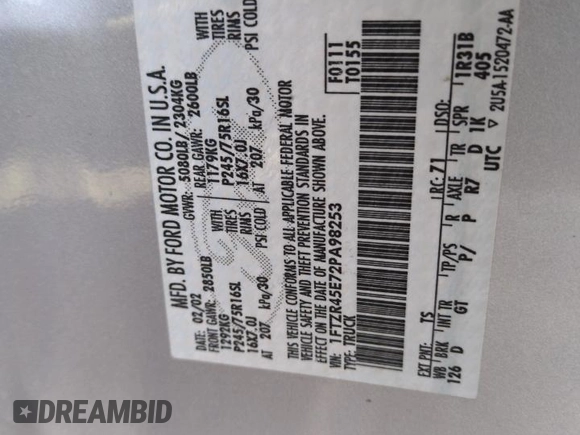 MFD. BY FORD MOTOR CO. IN U.S.A.
DATE: 02/02 GVWR: 5080LB/2304KG
FRONT GAWR: 2850LB REAR GAWR: 2600LB
1292KG WITH 1179KG WITH
P245/75R16SL TIRES P245/75R16SL TIRES
16X7.0J RIMS 16X7.0J RIMS
AT 207 kPa/30 PSI COLD AT 207 kPa/30 PSI COLD
THIS VEHICLE CONFORMS TO ALL APPLICABLE FEDERAL MOTOR
VEHICLE SAFETY AND THEFT PREVENTION STANDARDS IN
EFFECT ON THE DATE OF MANUFACTURE SHOWN ABOVE.
VIN: 1FTZR45E72PA98253 F0111
TYPE: TRUCK T0155
EXT PNT: TS RC: 71 DSO:
WB BRK INT TR TP/PS R AXLE TR SPR 1R31B
126 D GT P/ P R7 D 1K 405
UTC 2U5A-1520472-AA
DREAMBID